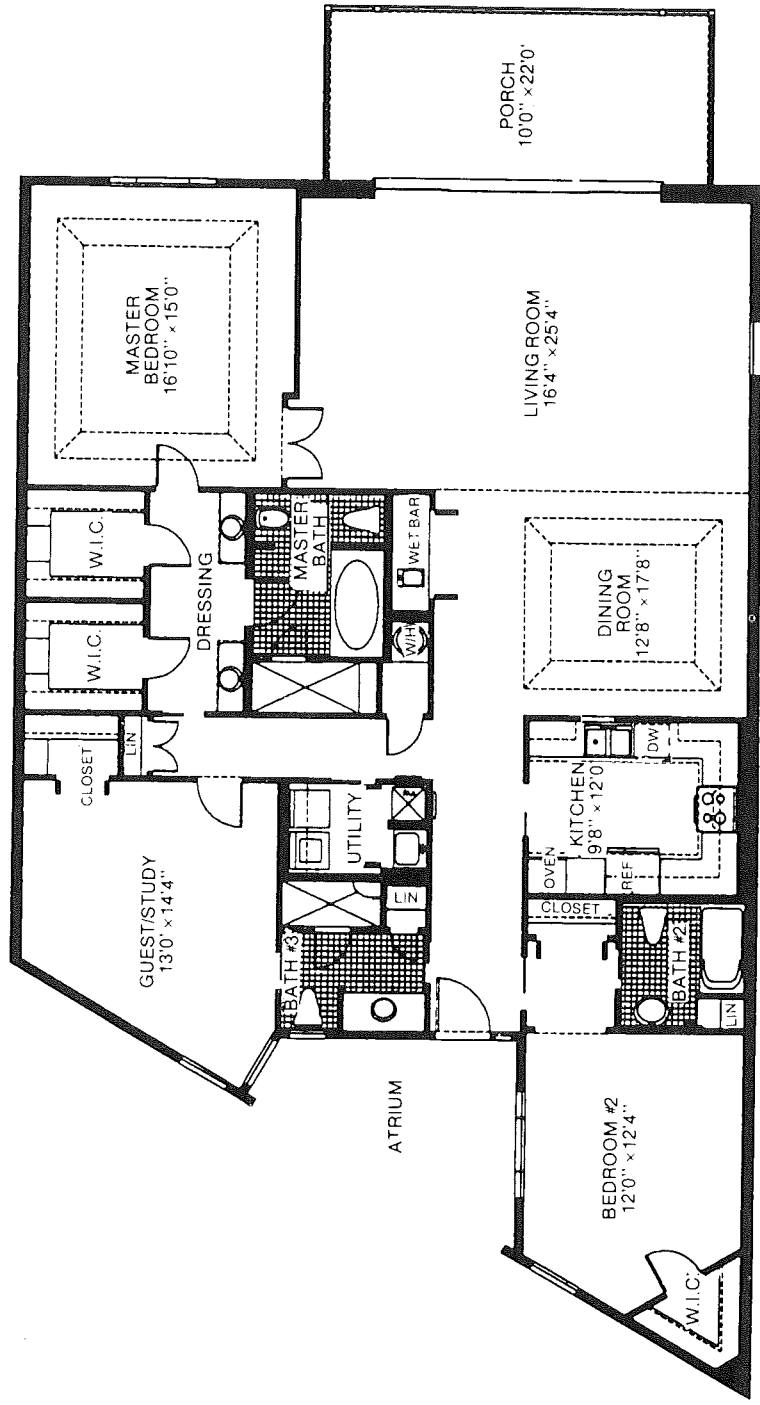 PORCH
10'0" ×22'0'
MASTER
BEDROOM
16'10" ×15'0"
LIVING ROOM
16'4" ×25'4"
W.I.C.
W.I.C.
DRESSING
MASTER
BATH
WET BAR
W/H
DINING
ROOM
12'8" ×17'8"
CLOSET
LIN
UTILITY
KITCHEN
9'8" ×12'0'
DW
OVEN
REF
GUEST/STUDY
13'0" ×14'4"
LIN
BATH #3
CLOSET
BATH #2
LIN
ATRIUM
BEDROOM #2
12'0" ×12'4"
W.I.C.